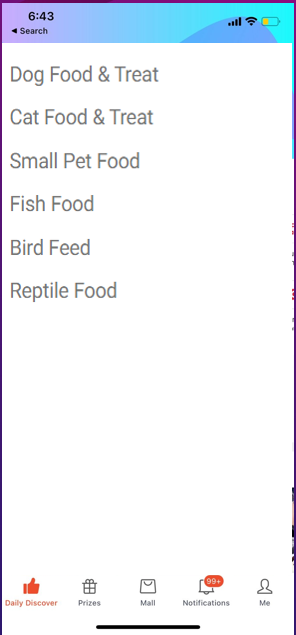 6:43
◀ Search
Dog Food & Treat
Cat Food & Treat
Small Pet Food
Fish Food
Bird Feed
Reptile Food
99+
Daily Discover
Prizes
Mall
Notifications
Me